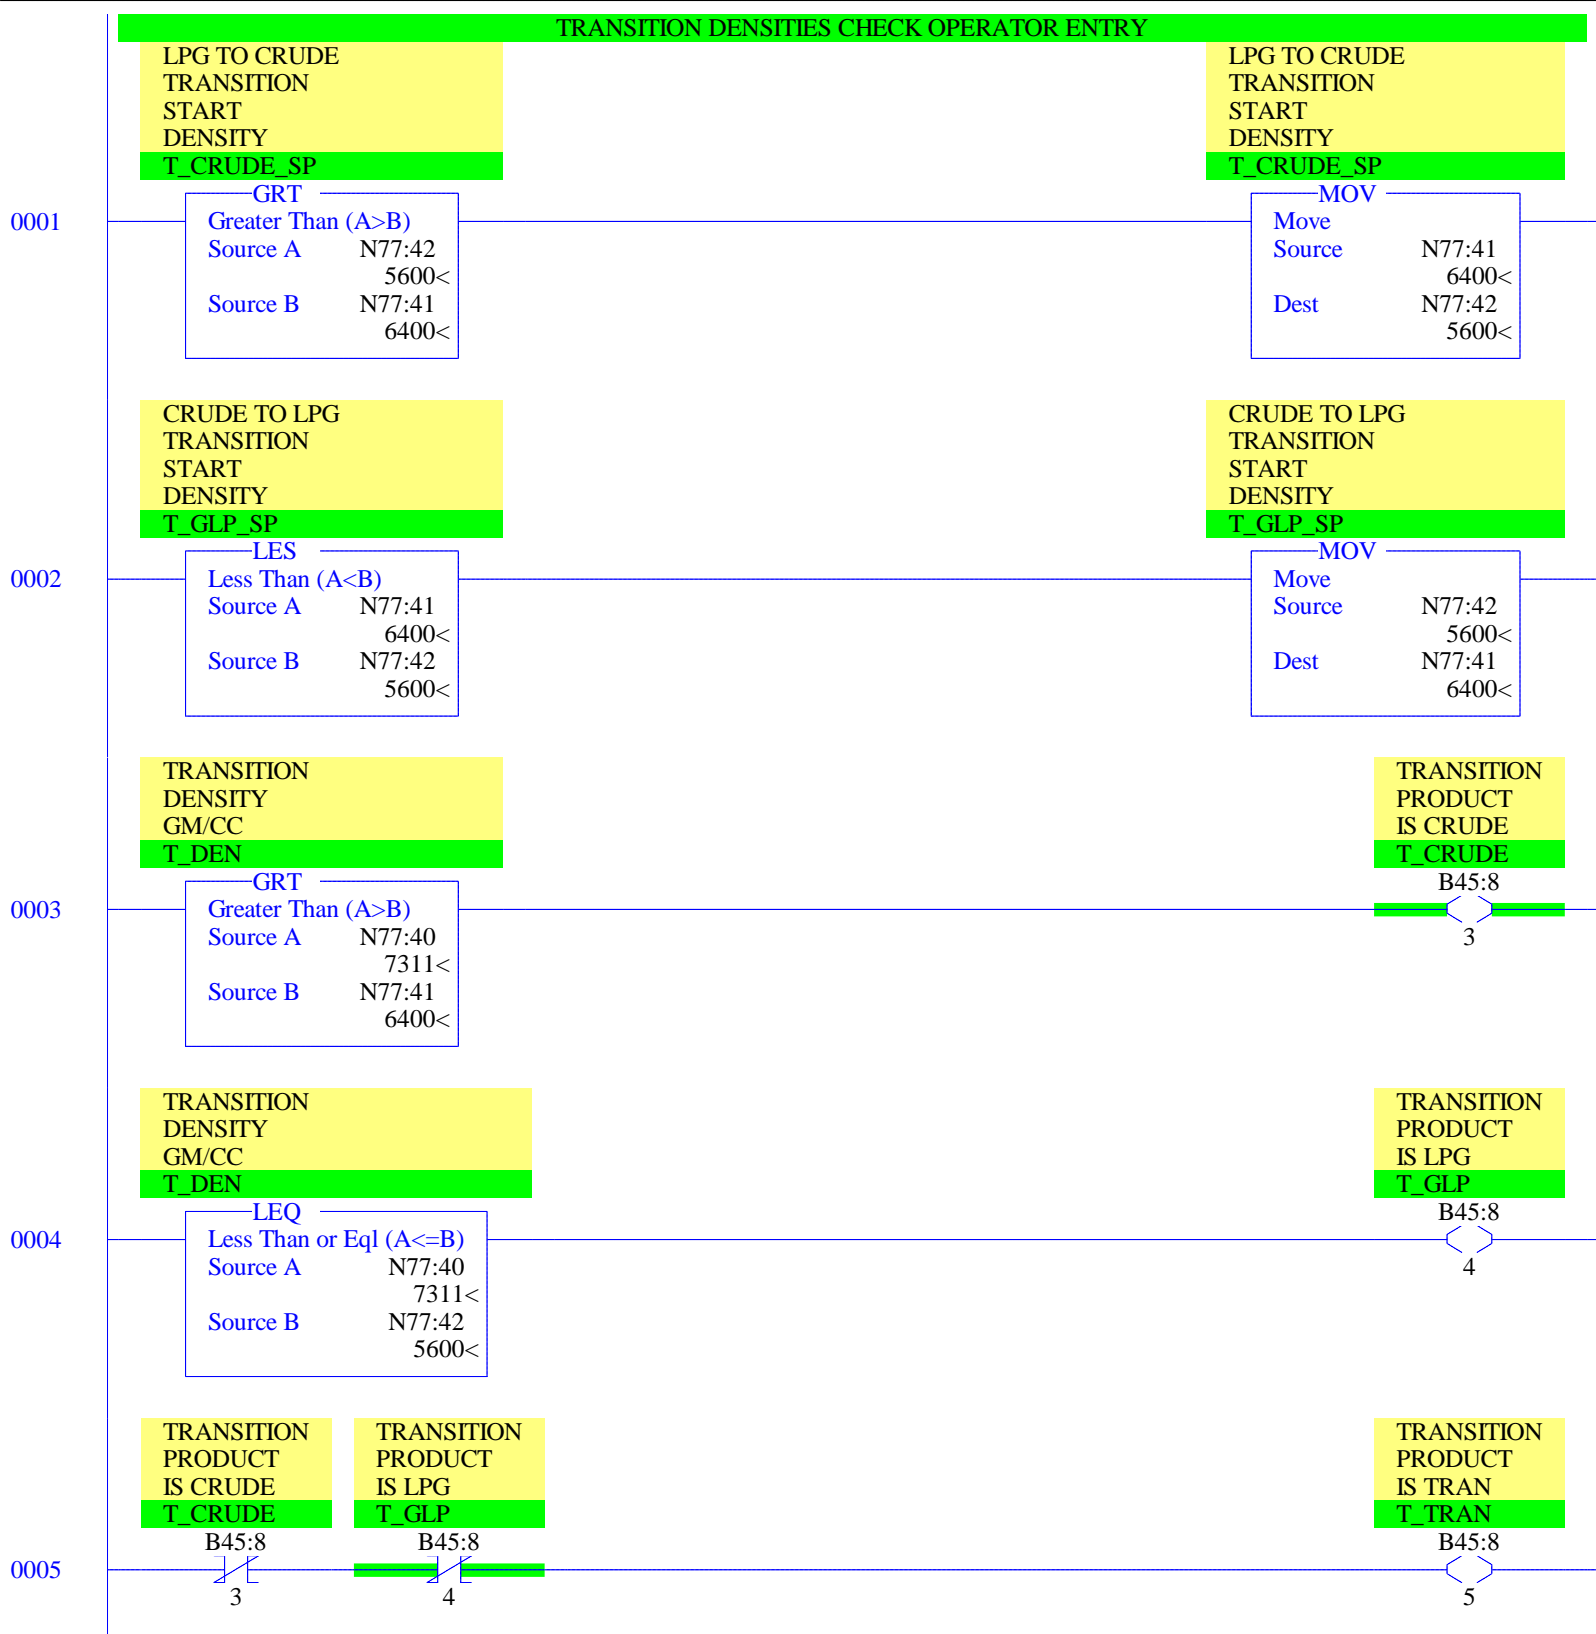 TRANSITION DENSITIES CHECK OPERATOR ENTRY
LPG TO CRUDE
TRANSITION
START
DENSITY
T_CRUDE_SP
LPG TO CRUDE
TRANSITION
START
DENSITY
T_CRUDE_SP
0001
GRT
Greater Than (A>B)
Source A N77:42
5600<
Source B N77:41
6400<
MOV
Move
Source N77:41
6400<
Dest N77:42
5600<
CRUDE TO LPG
TRANSITION
START
DENSITY
T_GLP_SP
CRUDE TO LPG
TRANSITION
START
DENSITY
T_GLP_SP
0002
LES
Less Than (A<B)
Source A N77:41
6400<
Source B N77:42
5600<
MOV
Move
Source N77:42
5600<
Dest N77:41
6400<
TRANSITION
DENSITY
GM/CC
T_DEN
TRANSITION
PRODUCT
IS CRUDE
T_CRUDE
0003
GRT
Greater Than (A>B)
Source A N77:40
7311<
Source B N77:41
6400<
B45:8
3
TRANSITION
DENSITY
GM/CC
T_DEN
TRANSITION
PRODUCT
IS LPG
T_GLP
0004
LEQ
Less Than or Eql (A<=B)
Source A N77:40
7311<
Source B N77:42
5600<
B45:8
4
TRANSITION
PRODUCT
IS CRUDE
T_CRUDE
B45:8
3
TRANSITION
PRODUCT
IS LPG
T_GLP
B45:8
4
TRANSITION
PRODUCT
IS TRAN
T_TRAN
B45:8
5
0005